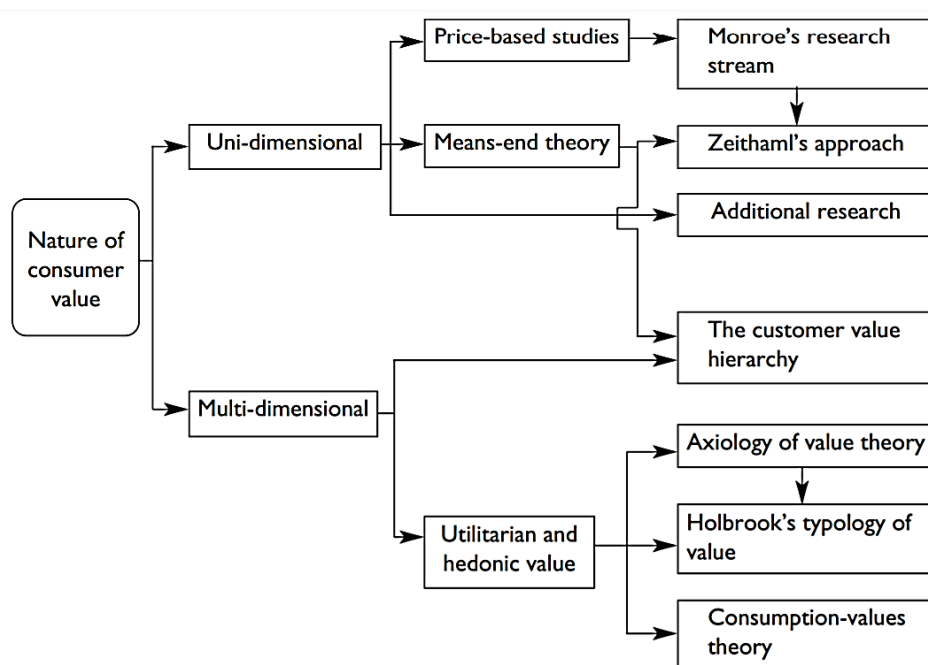 Price-based studies
Monroe's research
stream
Uni-dimensional
Means-end theory
Zeithaml's approach
Additional research
Nature of
consumer
value
The customer value
hierarchy
Multi-dimensional
Axiology of value theory
Utilitarian and
hedonic value
Holbrook's typology of
value
Consumption-values
theory